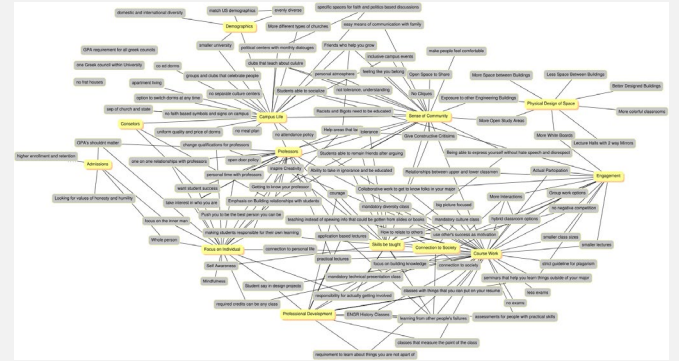 specific spaces for faith and politics based discussions
domestic and international diversity
match US demographics
evenly diverse
Demographics
More different types of churches
easy means of communication with family
smaller university
political centers with monthly dialogues
Friends who help you grow
GPA requirement for all greek councils
inclusive campus events
make people feel comfortable
clubs that teach about culture
one Greek council within University
no ad dorms
groups and clubs that celebrate people
personal atmosphere
feeling like you belong
Open Space to Share
More Space between Buildings
Less Space Between Buildings
no frat houses
apartment living
no separate culture centers
Students able to socialize
not tolerance, understanding
No Cliques
Better Designed Buildings
option to switch dorms at any time
Exposure to other Engineering Buildings
Physical Design of Space
sep of church and state
no faith based symbols and signs on campus
Campus Life
Racists and Bigots need to be educated
Sense of Community
More colorful classrooms
More Open Study Areas
uniform quality and price of dorms
no meal plan
no attendance policy
Help areas that lie
tolerance
Give Constructive Criticisms
More White Boards
Lecture Halls with 2 way Mirrors
GPA's shouldn't matter
change qualifications for professors
Professors
Students able to remain friends after arguing
Being able to express yourself without hate speech and disrespect
higher enrollment and retention
Admissions
one on one relationships with professors
open door policy
personal time with professors
inspire Creativity
Ability to take in ignorance and be educated
Relationships between upper and lower classmen
Actual Participation
Engagement
want student success
Getting to know your professor
Collaborative work to get to know folks in your major
Group work options
Looking for values of honesty and humility
take interest in who you are
Emphasis on Building relationships with students
courage
More Interactions
big picture focused
no negative competition
mandatory diversity class
focus on the inner man
Push you to be the best person you can be
teaching instead of spewing info that could be gotten from slides or books
mandatory culture class
hybrid classroom options
Whole person
making students responsible for their own learning
application based lectures
How to relate to others
use other's success as motivation
smaller class sizes
smaller lectures
Focus on Individual
connection to personal life
Skills be taught
Connection to Society
Course Work
practical lectures
focus on building knowledge
connection to society
strict guideline for plagarism
Self Awareness
Mindfulness
mandatory technical presentation class
seminars that help you learn things outside of your major
Student say in design projects
responsibility for actually getting involved
classes with things that you can put on your resume
less exams
no exams
required credits can be any class
Professional Development
ENGR History Classes
learning from other people's failures
assessments for people with practical skills
classes that measure the point of the class
requirement to learn about things you are not apart of